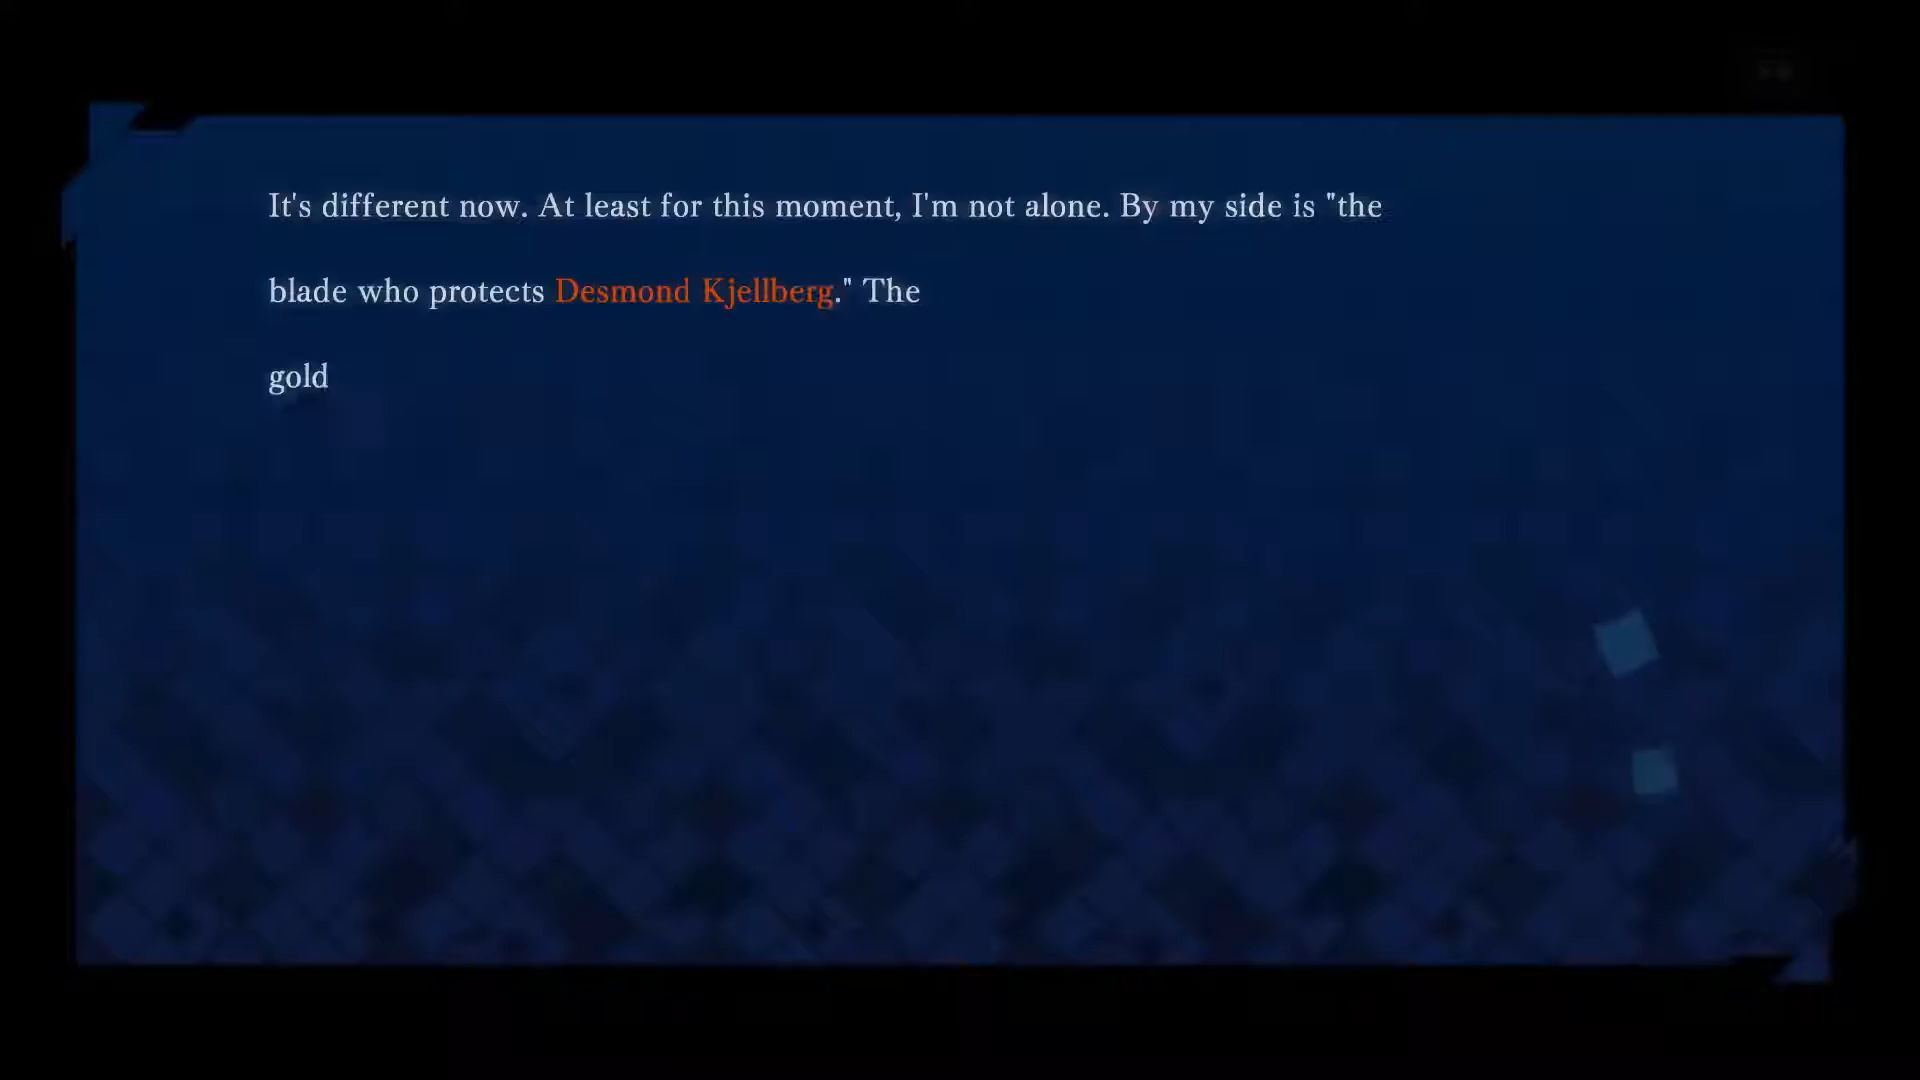 It's different now. At least for this moment, I'm not alone. By my side is "the
blade who protects Desmond Kjellberg." The
gold